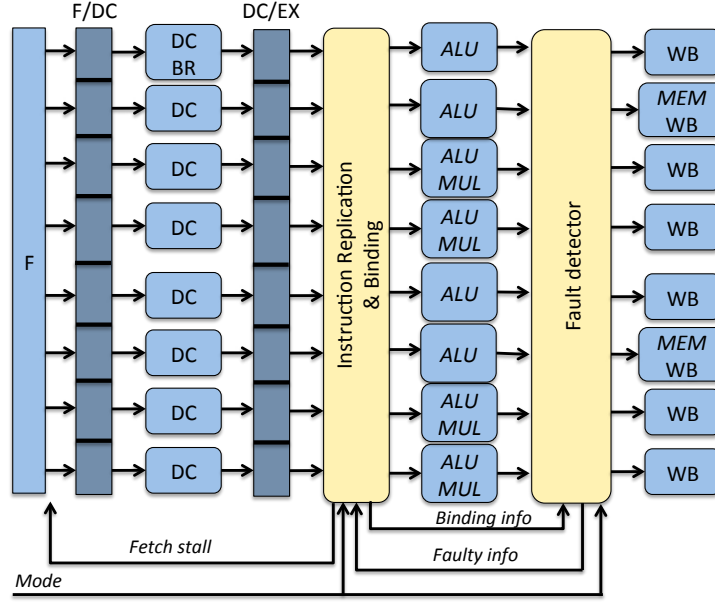 F/DC
DC/EX
F
DC
BR
DC
DC
DC
DC
DC
DC
DC
Instruction Replication
& Binding
ALU
ALU
ALU
MUL
ALU
MUL
ALU
ALU
ALU
MUL
ALU
MUL
Fault detector
WB
MEM
WB
WB
WB
WB
MEM
WB
WB
WB
Binding info
Fetch stall
Faulty info
Mode